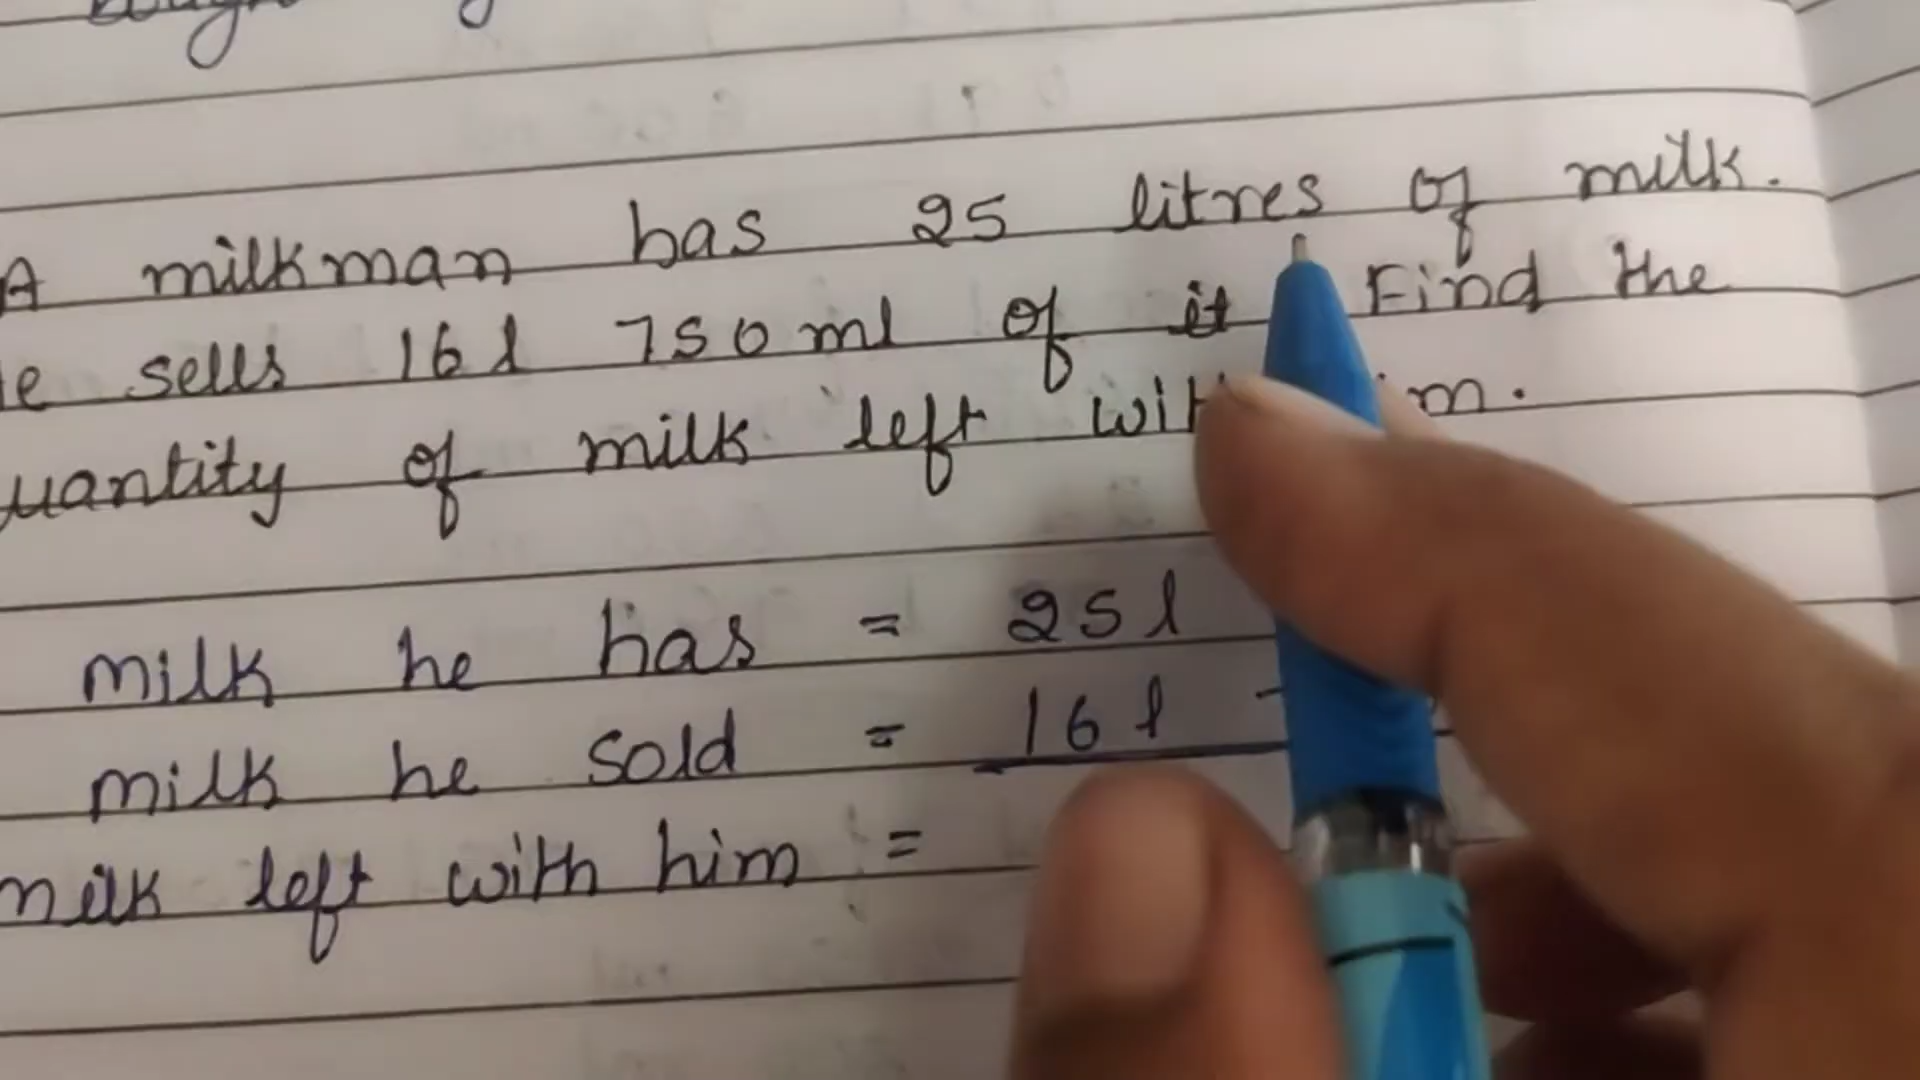 A milkman has 25 litres of milk.
e sells 16 l 750 ml of it Find the
uantity of milk left wit m.
milk he has = 25 l
milk he sold = 16 l -
milk left with him =